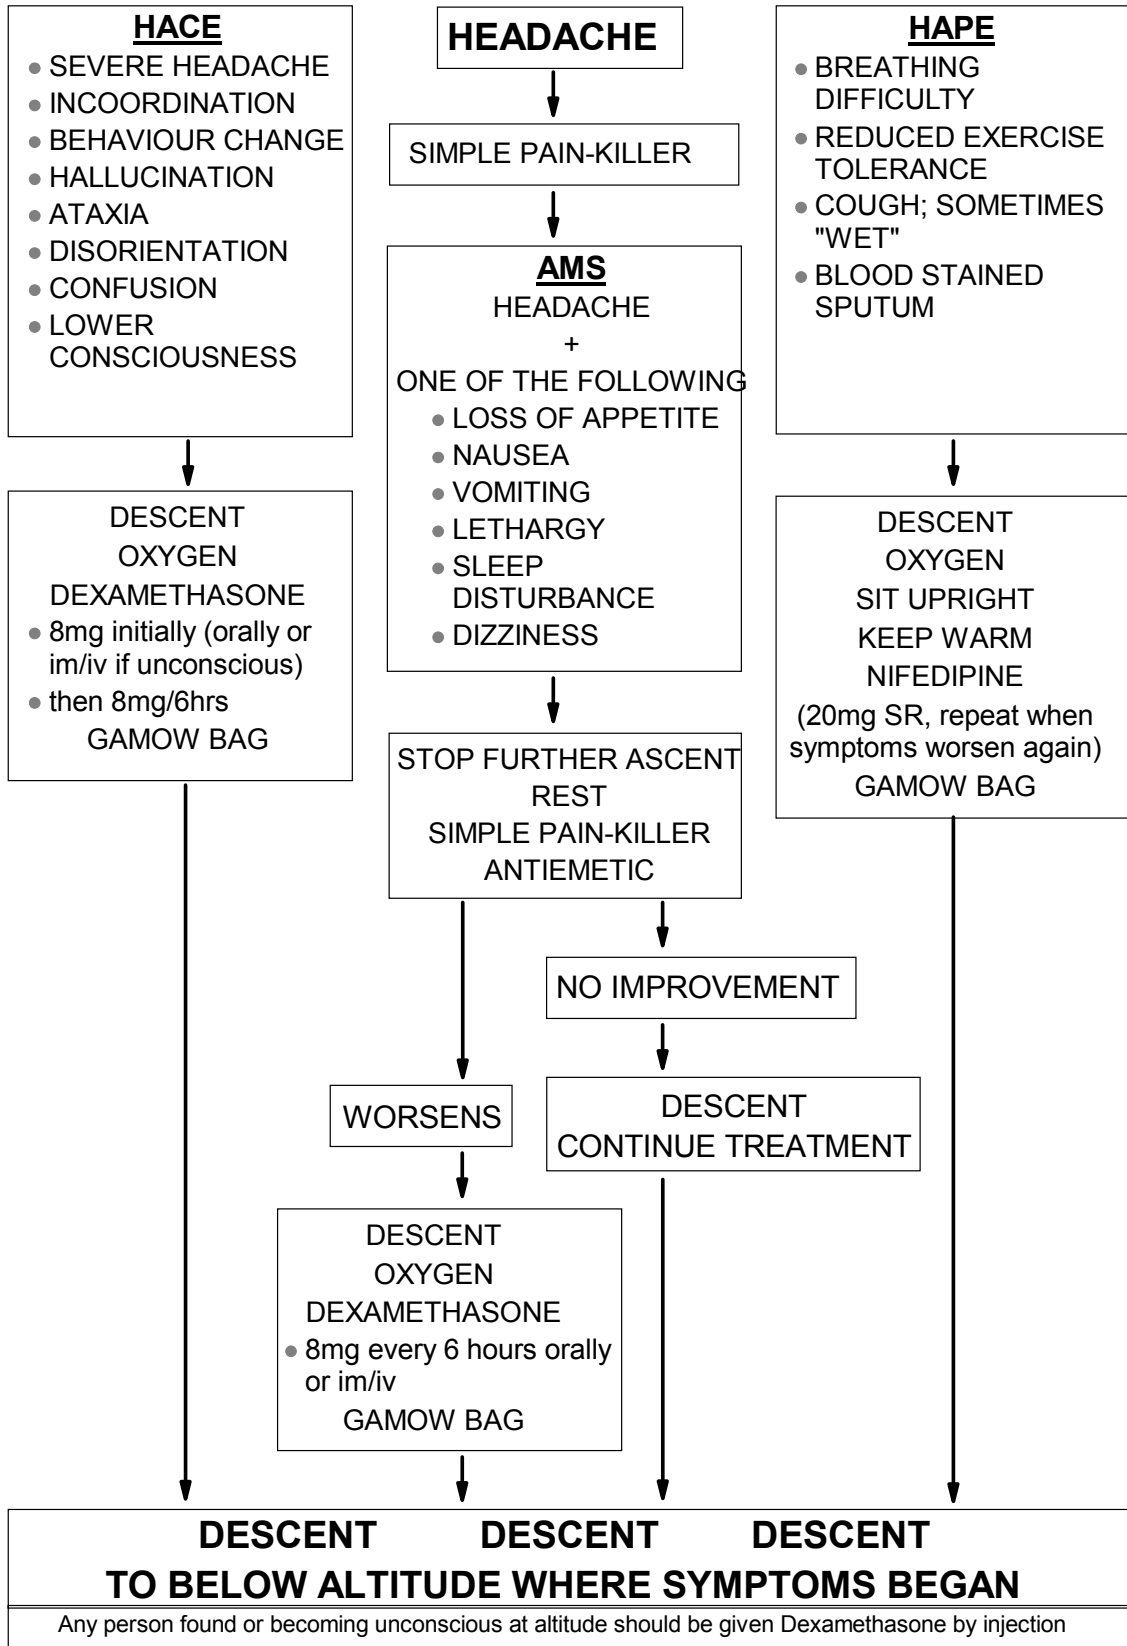 HACE
• SEVERE HEADACHE
• INCOORDINATION
• BEHAVIOUR CHANGE
• HALLUCINATION
• ATAXIA
• DISORIENTATION
• CONFUSION
• LOWER
CONSCIOUSNESS
HEADACHE
SIMPLE PAIN-KILLER
AMS
HEADACHE
+
ONE OF THE FOLLOWING
• LOSS OF APPETITE
• NAUSEA
• VOMITING
• LETHARGY
• SLEEP
DISTURBANCE
• DIZZINESS
HAPE
• BREATHING
DIFFICULTY
• REDUCED EXERCISE
TOLERANCE
• COUGH; SOMETIMES
"WET"
• BLOOD STAINED
SPUTUM
DESCENT
OXYGEN
DEXAMETHASONE
• 8mg initially (orally or
im/iv if unconscious)
• then 8mg/6hrs
GAMOW BAG
STOP FURTHER ASCENT
REST
SIMPLE PAIN-KILLER
ANTIEMETIC
DESCENT
OXYGEN
SIT UPRIGHT
KEEP WARM
NIFEDIPINE
(20mg SR, repeat when
symptoms worsen again)
GAMOW BAG
NO IMPROVEMENT
WORSENS
DESCENT
CONTINUE TREATMENT
DESCENT
OXYGEN
DEXAMETHASONE
• 8mg every 6 hours orally
or im/iv
GAMOW BAG
DESCENT DESCENT DESCENT
TO BELOW ALTITUDE WHERE SYMPTOMS BEGAN
Any person found or becoming unconscious at altitude should be given Dexamethasone by injection